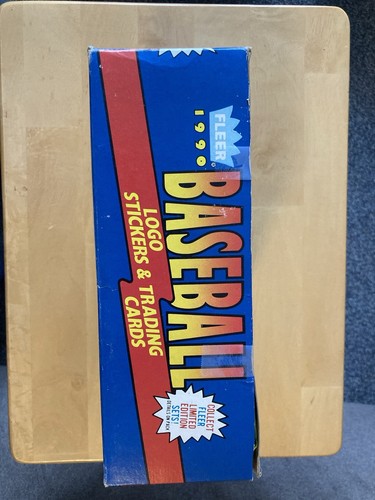 FLEER
1990
BASEBALL
LOGO
STICKERS & TRADING
CARDS
COLLECT
FLEER
LIMITED
EDITION
SETS!